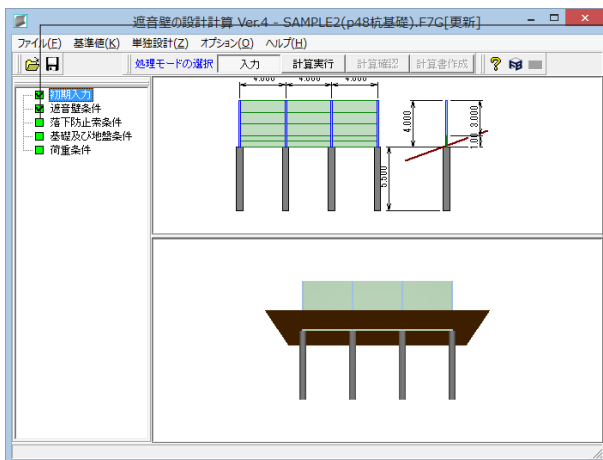 遮音壁の設計計算 Ver.4 - SAMPLE2(p48杭基礎).F7G[更新]
ファイル(F) 基準値(K) 単独設計(Z) オプション(O) ヘルプ(H)
処理モードの選択 入力 計算実行 計算確認 計算書作成 ?
初期入力
遮音壁条件
落下防止索条件
基礎及び地盤条件
荷重条件
4.000 4.000 4.000
4.000
3.000
1.00
5.500